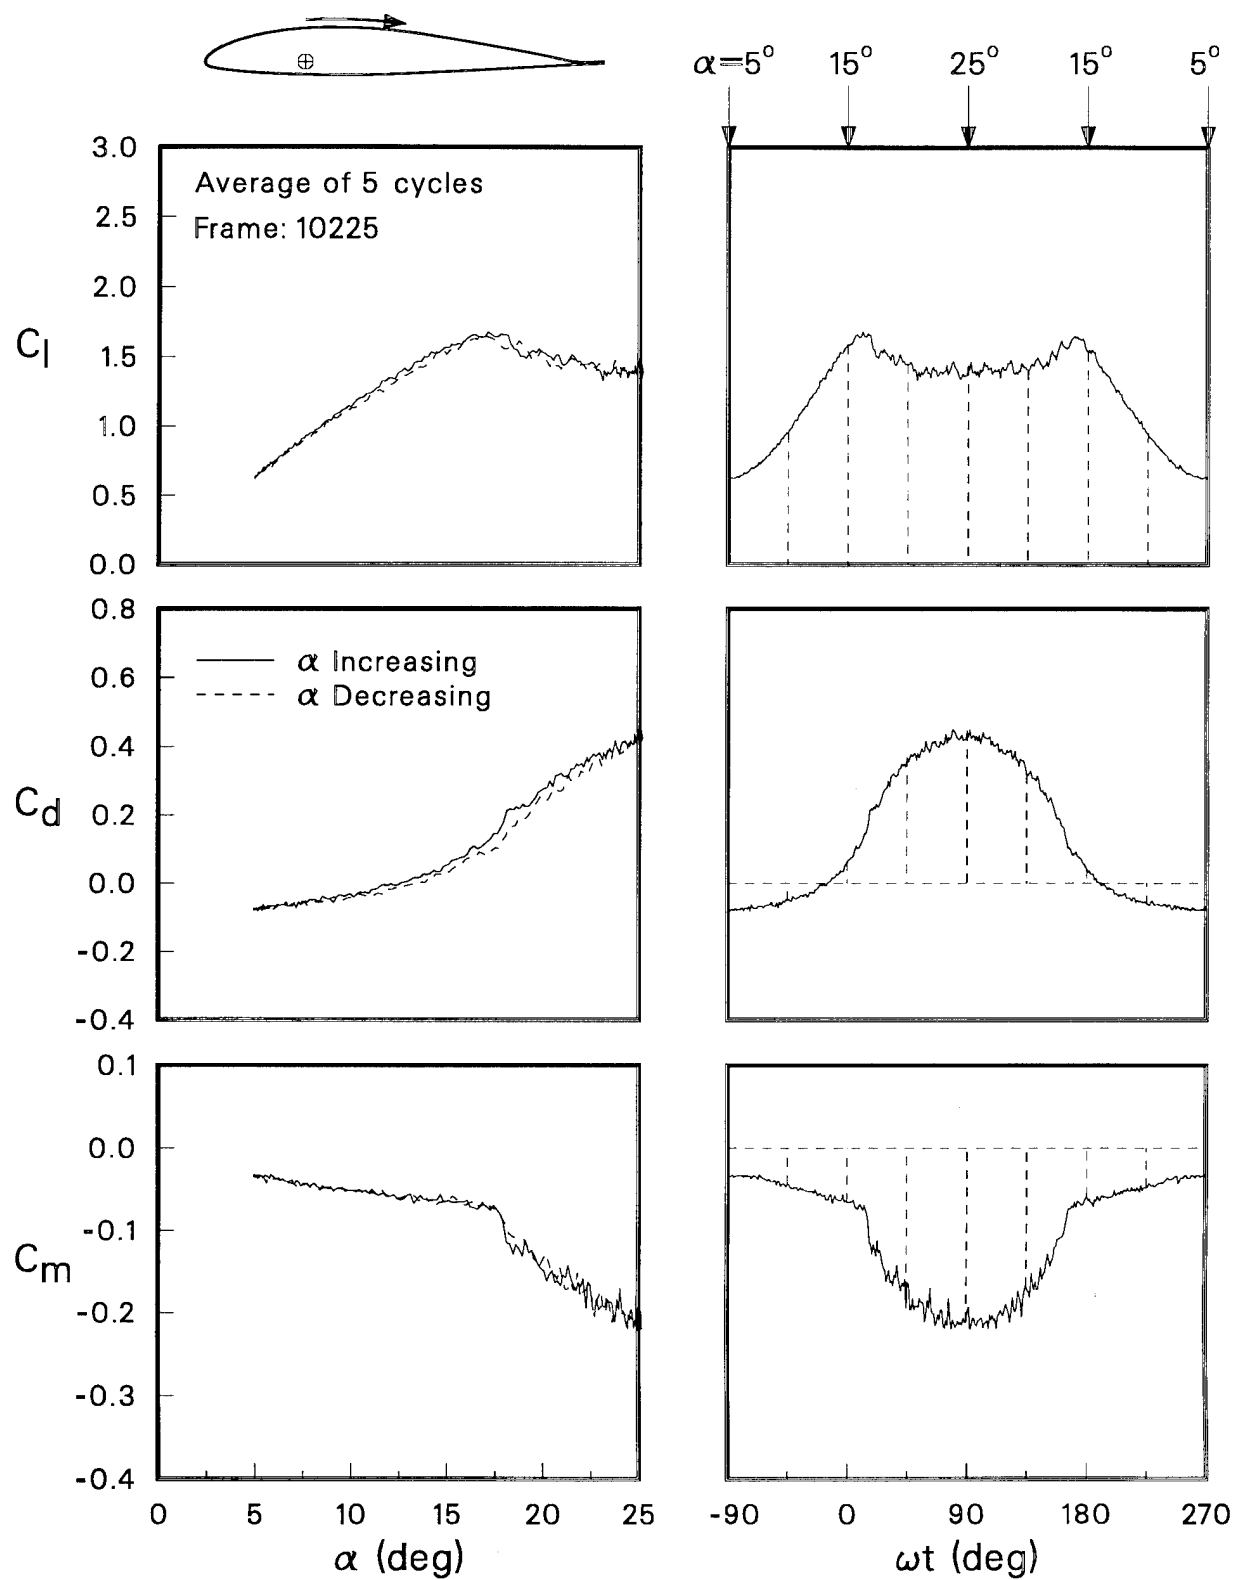 α=5° 15° 25° 15° 5°
3.0
Average of 5 cycles
2.5
Frame: 10225
2.0
Cl
1.5
1.0
0.5
0.0
0.8
α Increasing
0.6
α Decreasing
0.4
Cd
0.2
0.0
-0.2
-0.4
0.1
0.0
-0.1
Cm
-0.2
-0.3
-0.4
0 5 10 15 20 25
-90 0 90 180 270
α (deg)
ωt (deg)